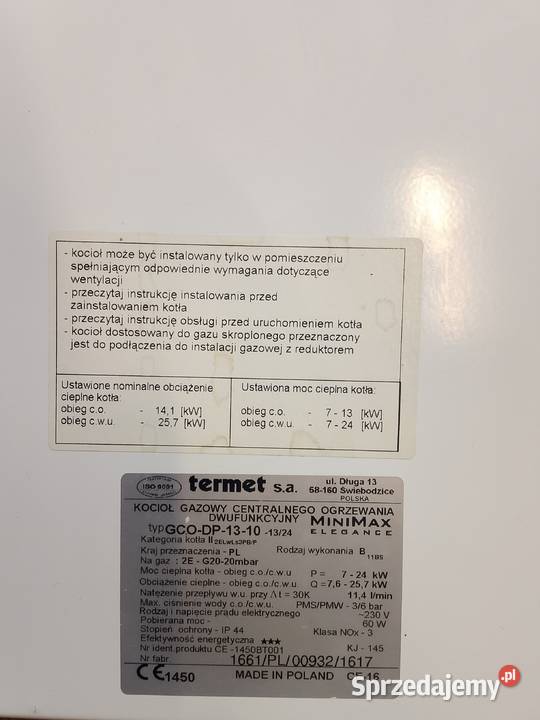 - kocioł może być instalowany tylko w pomieszczeniu
spełniającym odpowiednie wymagania dotyczące
wentylacji
- przeczytaj instrukcję instalowania przed
zainstalowaniem kotła
- przeczytaj instrukcję obsługi przed uruchomieniem kotła
- kocioł dostosowany do gazu skroplonego przeznaczony
jest do podłączenia do instalacji gazowej z reduktorem
Ustawione nominalne obciążenie
cieplne kotła:
obieg c.o. - 14,1 [kW]
obieg c.w.u. - 25,7 [kW]
Ustawiona moc cieplna kotła:
obieg c.o. - 7 - 13 [kW]
obieg c.w.u. - 7 - 24 [kW]
ISO 9001
termet s.a.
ul. Długa 13
58-160 Świebodzice
POLSKA
KOCIOŁ GAZOWY CENTRALNEGO OGRZEWANIA
DWUFUNKCYJNY MINIMAX
ELEGANCE
typ GCO-DP-13-10 -13/24
Kategoria kotła II2ELwLs3PB/P
Kraj przeznaczenia - PL Rodzaj wykonania B11BS
Na gaz : 2E - G20-20mbar
Moc cieplna kotła - obieg c.o./c.w.u P = 7 - 24 kW
Obciążenie cieplne - obieg c.o./c.w.u Q = 7,6 - 25,7 kW
Natężenie przepływu w.u. przy Δt = 30K 11,4 l/min
Max. ciśnienie wody c.o./c.w.u. PMS/PMW - 3/6 bar
Rodzaj i napięcie prądu elektrycznego ~230 V
Pobierana moc - 60 W
Stopień ochrony - IP 44 Klasa NOx - 3
Efektywność energetyczna ★★★
Nr ident.produktu CE -1450BT001 KJ - 145
Nr fabr. 1661/PL/00932/1617
CE 1450 MADE IN POLAND CE-16
Sprzedajemy.pl